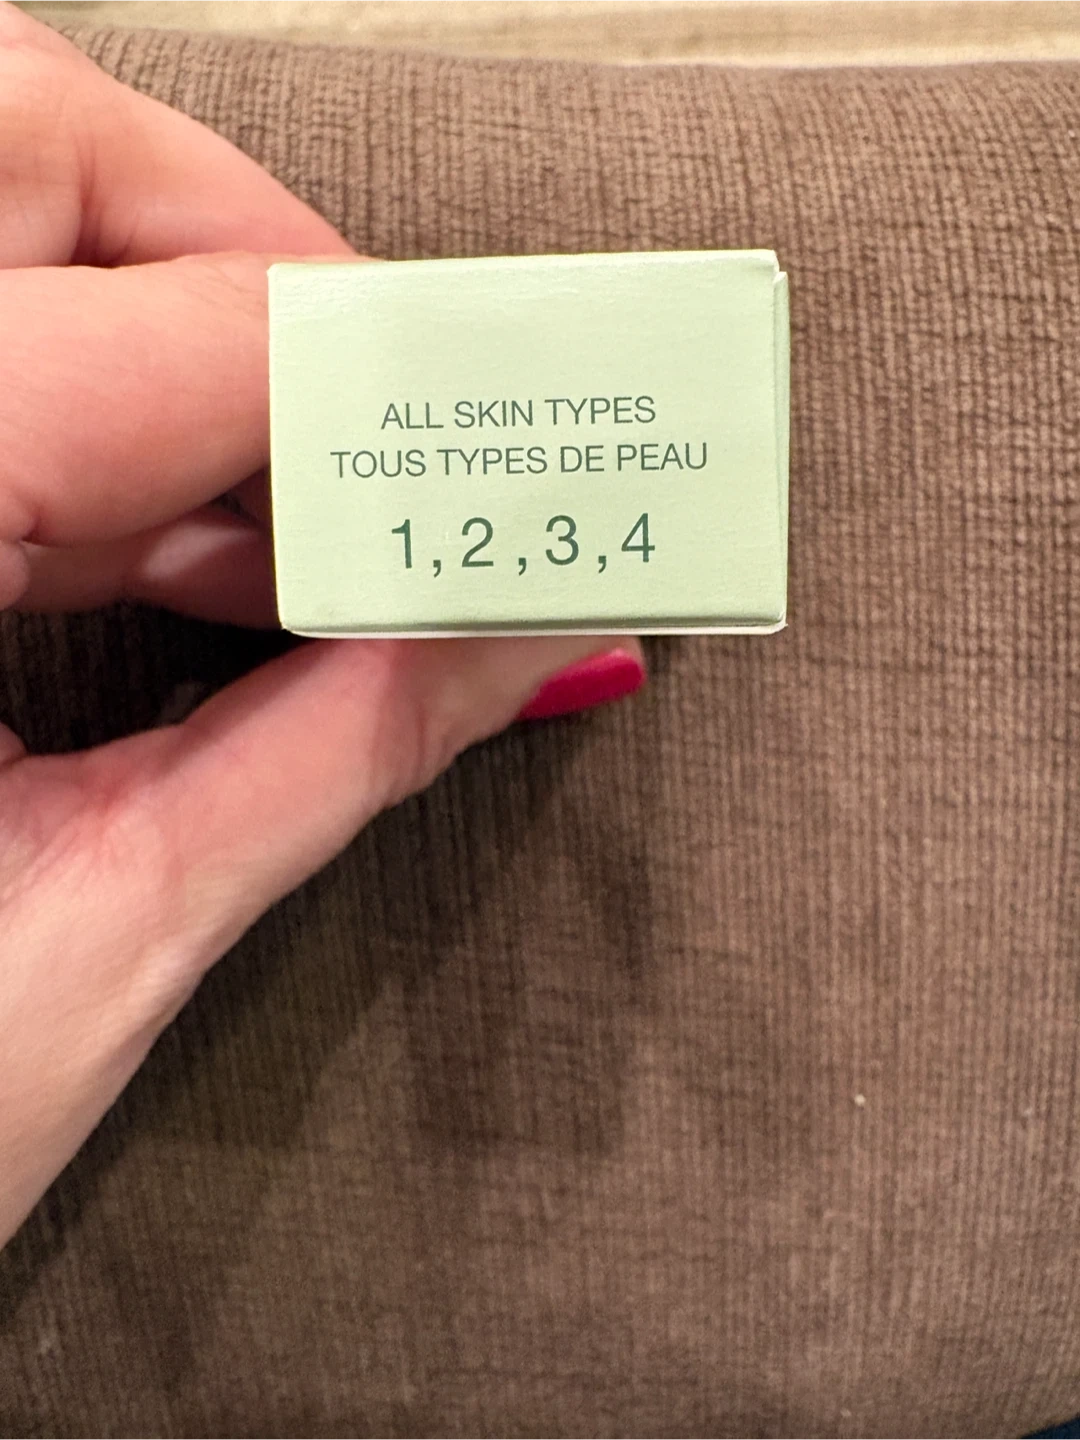 ALL SKIN TYPES
TOUS TYPES DE PEAU
1,2,3,4